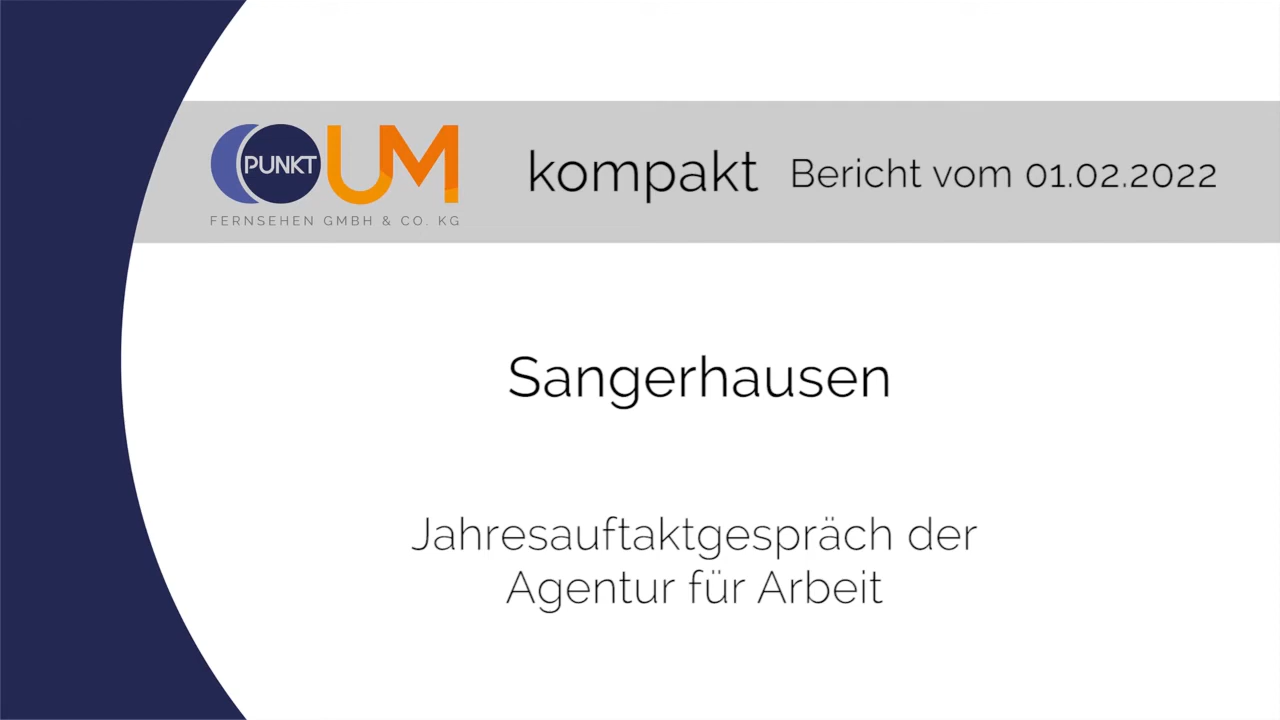 PUNKT UM
FERNSEHEN GMBH & CO. KG
kompakt Bericht vom 01.02.2022
Sangerhausen
Jahresauftaktgespräch der
Agentur für Arbeit